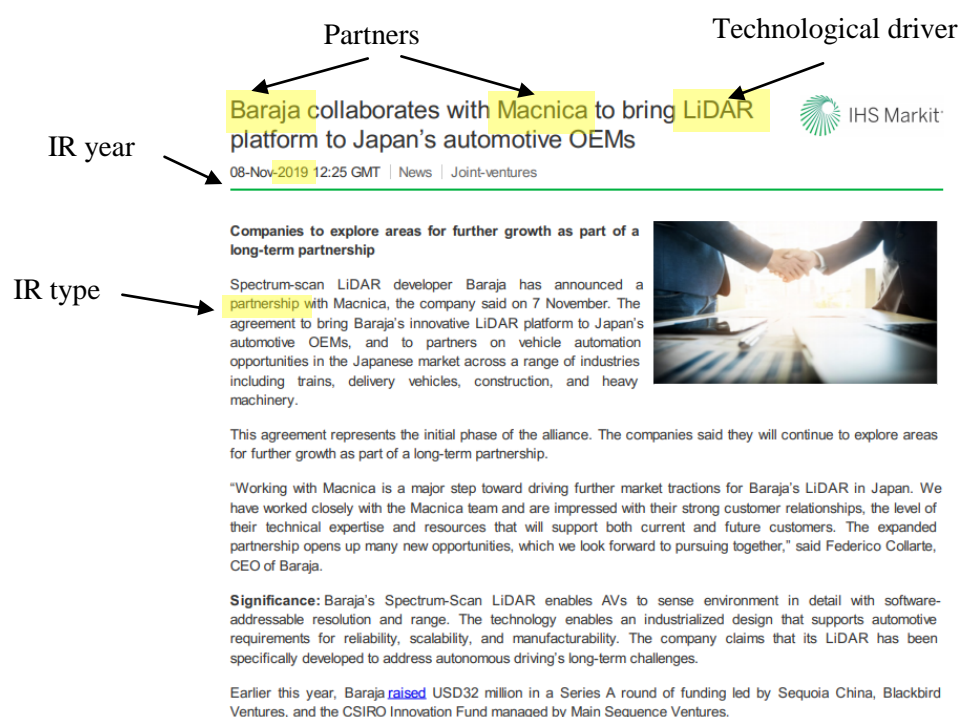 Partners
Technological driver
Baraja collaborates with Macnica to bring LiDAR
platform to Japan's automotive OEMs
IHS Markit
IR year
08-Nov-2019 12:25 GMT | News | Joint-ventures
Companies to explore areas for further growth as part of a
long-term partnership
IR type
Spectrum-scan LiDAR developer Baraja has announced a
partnership with Macnica, the company said on 7 November. The
agreement to bring Baraja's innovative LiDAR platform to Japan's
automotive OEMs, and to partners on vehicle automation
opportunities in the Japanese market across a range of industries
including trains, delivery vehicles, construction, and heavy
machinery.
This agreement represents the initial phase of the alliance. The companies said they will continue to explore areas
for further growth as part of a long-term partnership.
“Working with Macnica is a major step toward driving further market tractions for Baraja's LiDAR in Japan. We
have worked closely with the Macnica team and are impressed with their strong customer relationships, the level of
their technical expertise and resources that will support both current and future customers. The expanded
partnership opens up many new opportunities, which we look forward to pursuing together,” said Federico Collarte,
CEO of Baraja.
Significance: Baraja's Spectrum-Scan LiDAR enables AVs to sense environment in detail with software-
addressable resolution and range. The technology enables an industrialized design that supports automotive
requirements for reliability, scalability, and manufacturability. The company claims that its LiDAR has been
specifically developed to address autonomous driving's long-term challenges.
Earlier this year, Baraja raised USD32 million in a Series A round of funding led by Sequoia China, Blackbird
Ventures, and the CSIRO Innovation Fund managed by Main Sequence Ventures.